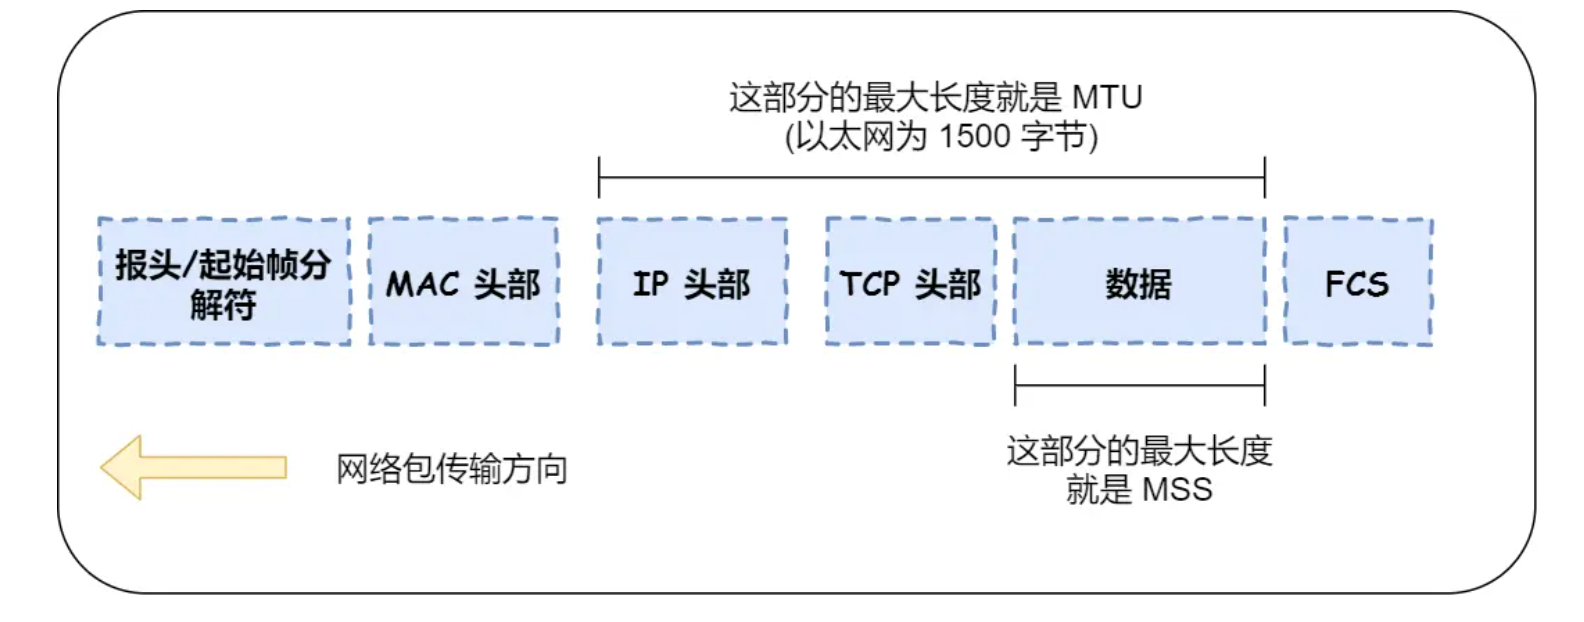 这部分的最大长度就是 MTU
(以太网为 1500 字节)
报头/起始帧分
解符
MAC 头部
IP 头部
TCP 头部
数据
FCS
网络包传输方向
这部分的最大长度
就是 MSS